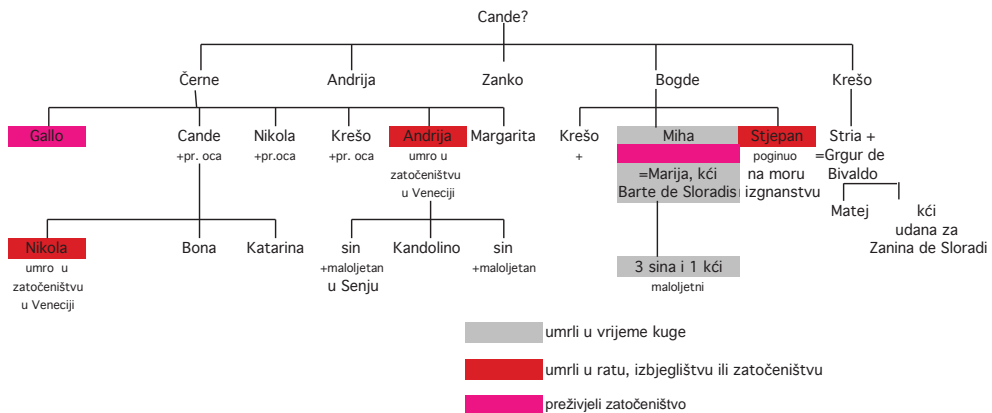 Cande?
Černe
Andrija
Zanko
Bogde
Krešo
Gallo
Cande
+pr. oca
Nikola
+pr.oca
Krešo
+pr. oca
Andrija
umro u
zatočeništvu
u Veneciji
Margarita
Krešo
+
Miha
=Marija, kći
Barte de Sloradis
Stjepan
poginuo
na moru
i izgnanstvu
Stria +
=Grgur de
Bivaldo
Nikola
umro u
zatočeništvu
u Veneciji
Bona
Katarina
sin
+maloljetan
u Senju
Kandolino
sin
+maloljetan
3 sina i 1 kći
maloljetni
Matej
kći
udana za
Zanina de Sloradi
umrli u vrijeme kuge
umrli u ratu, izbjeglištvu ili zatočeništvu
preživjeli zatočeništvo